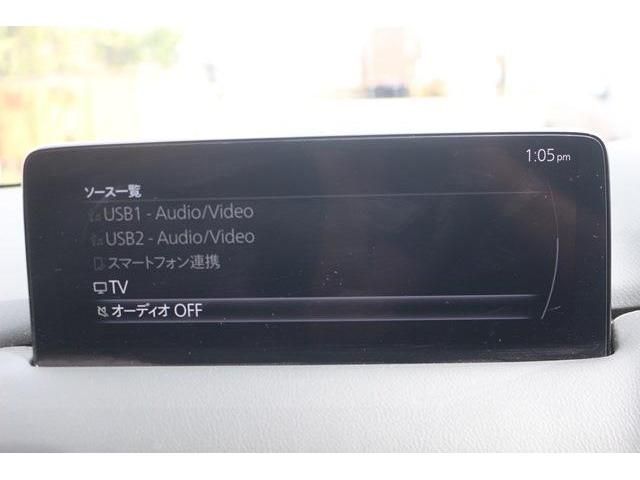 1:05pm
ソース一覧
USB1 - Audio/Video
USB2 - Audio/Video
スマートフォン連携
TV
オーディオ OFF